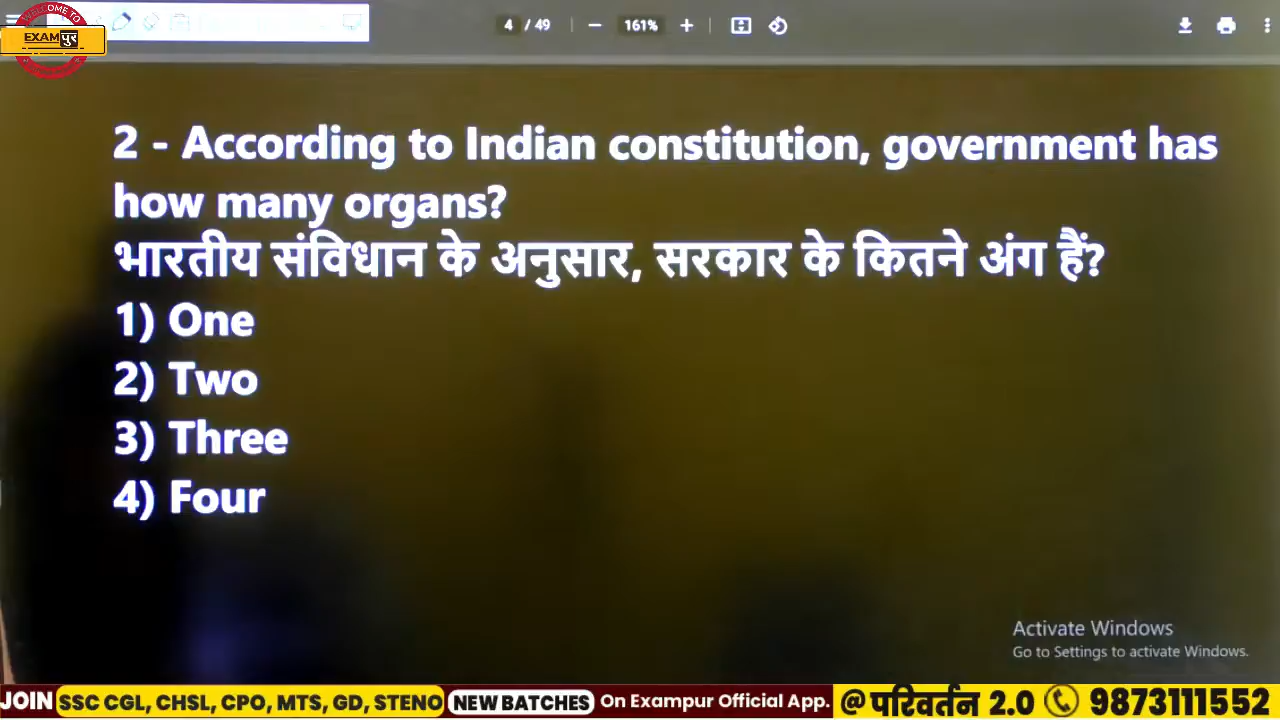 WELCOME TO
EXAMपुर
4 / 49
161%
2 - According to Indian constitution, government has
how many organs?
भारतीय संविधान के अनुसार, सरकार के कितने अंग हैं?
1) One
2) Two
3) Three
4) Four
Activate Windows
Go to Settings to activate Windows.
JOIN SSC CGL, CHSL, CPO, MTS, GD, STENO NEW BATCHES On Exampur Official App. @ परिवर्तन 2.0 9873111552